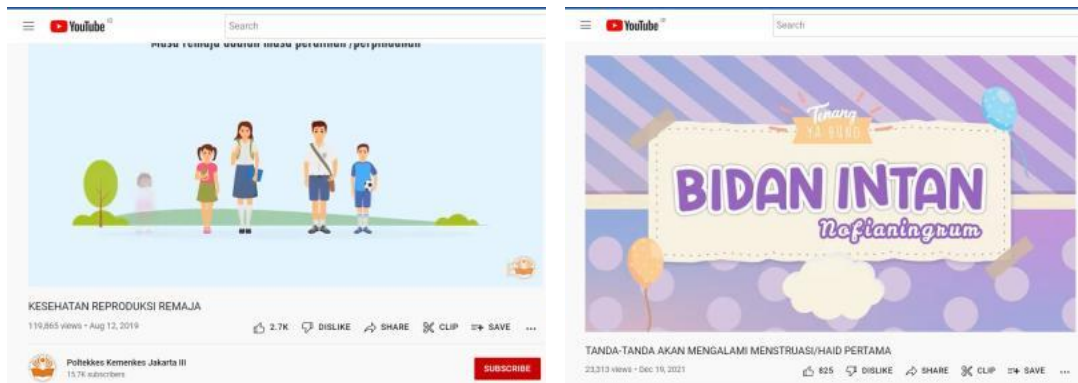 YouTube
Search
Masa remaja adalah masa peralihan /perpindahan
KESEHATAN REPRODUKSI REMAJA
119,865 views • Aug 12, 2019
2.7K DISLIKE SHARE CLIP SAVE ...
Poltekkes Kemenkes Jakarta III
15.7K subscribers
SUBSCRIBE
YouTube
Search
Tenang
YA BUND
BIDAN INTAN
Nofianingrum
TANDA-TANDA AKAN MENGALAMI MENSTRUASI/HAID PERTAMA
23,313 views • Dec 19, 2021
825 DISLIKE SHARE CLIP SAVE ...